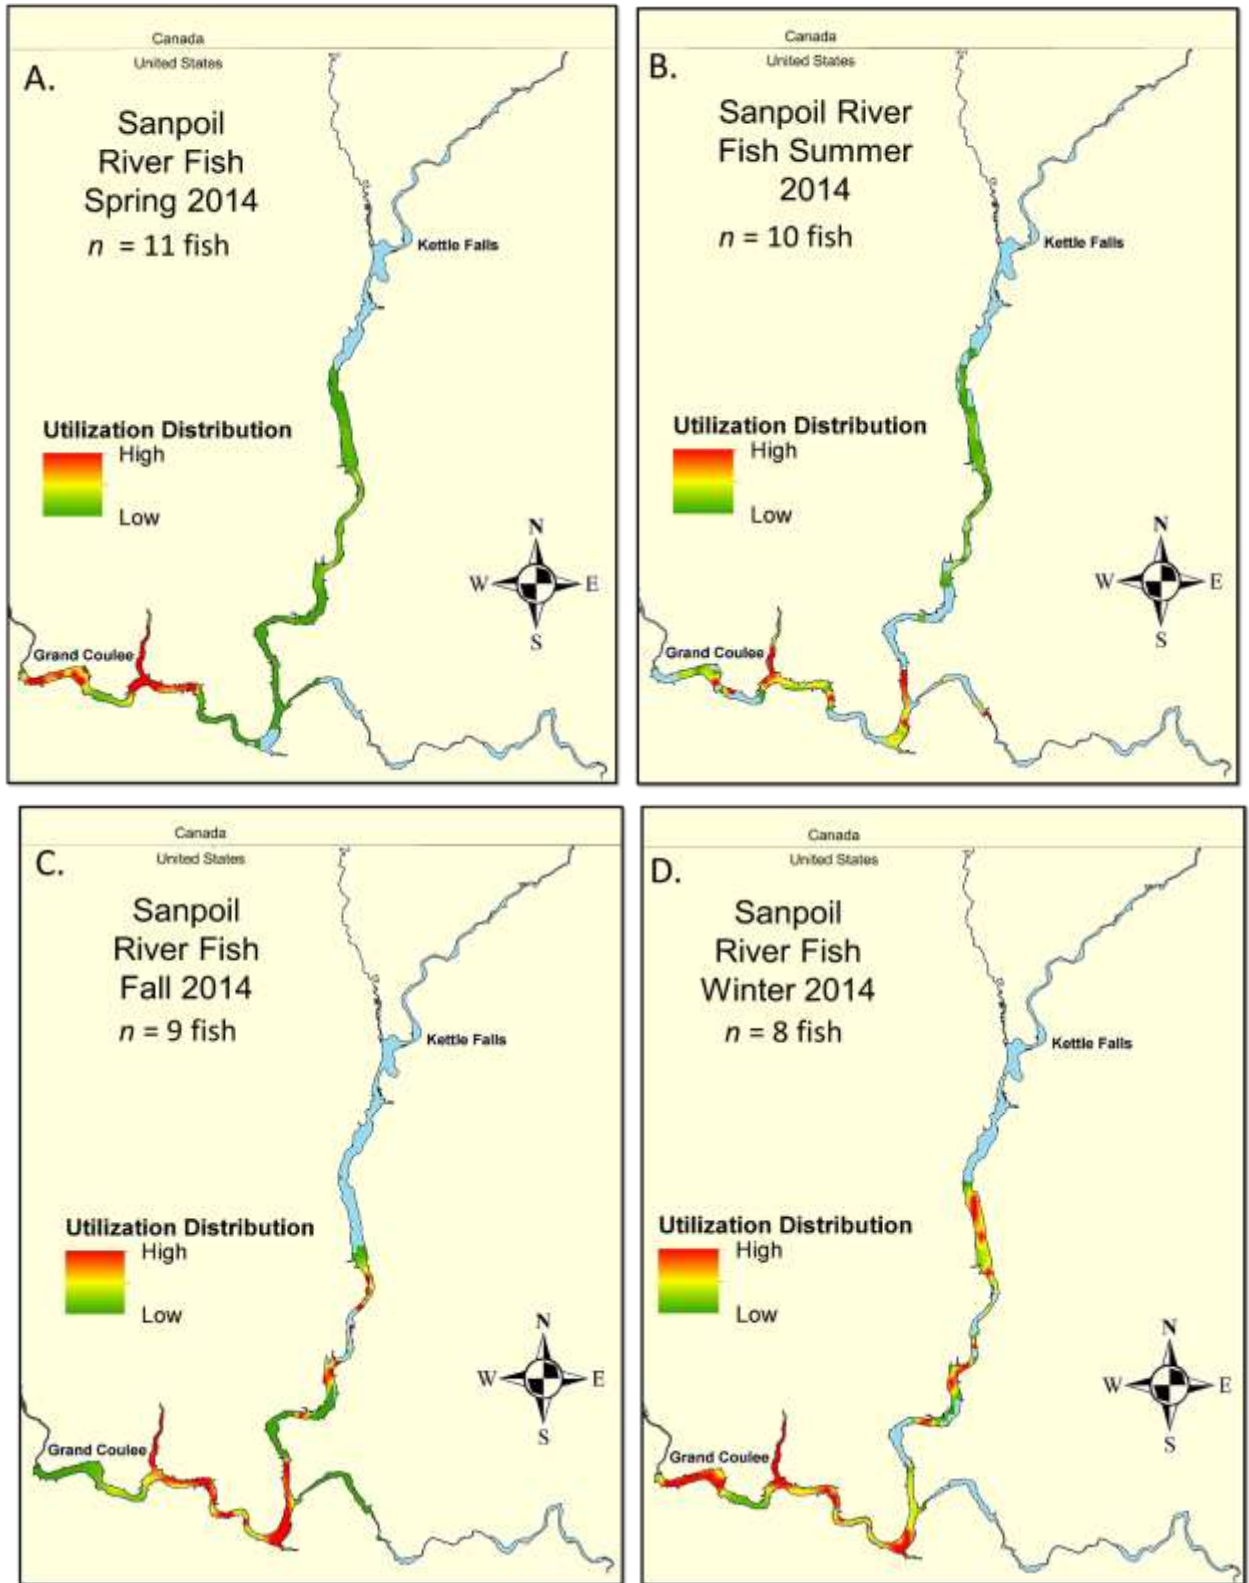 Canada
United States
A.
Sanpoil
River Fish
Spring 2014
n = 11 fish
Kettle Falls
Utilization Distribution
High
Low
N
W E
S
Grand Coulee
Canada
United States
B.
Sanpoil River
Fish Summer
2014
n = 10 fish
Kettle Falls
Utilization Distribution
High
Low
N
W E
S
Grand Coulee
Canada
United States
C.
Sanpoil
River Fish
Fall 2014
n = 9 fish
Kettle Falls
Utilization Distribution
High
Low
N
W E
S
Grand Coulee
Canada
United States
D.
Sanpoil
River Fish
Winter 2014
n = 8 fish
Kettle Falls
Utilization Distribution
High
Low
N
W E
S
Grand Coulee